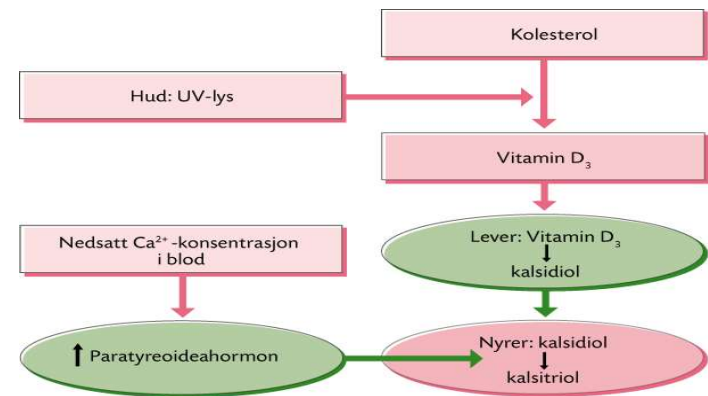 Kolesterol
Hud: UV-lys
Vitamin D₃
Nedsatt Ca²⁺-konsentrasjon
i blod
Lever: Vitamin D₃
↓
kalsidiol
↑ Paratyreoideahormon
Nyrer: kalsidiol
↓
kalsitriol